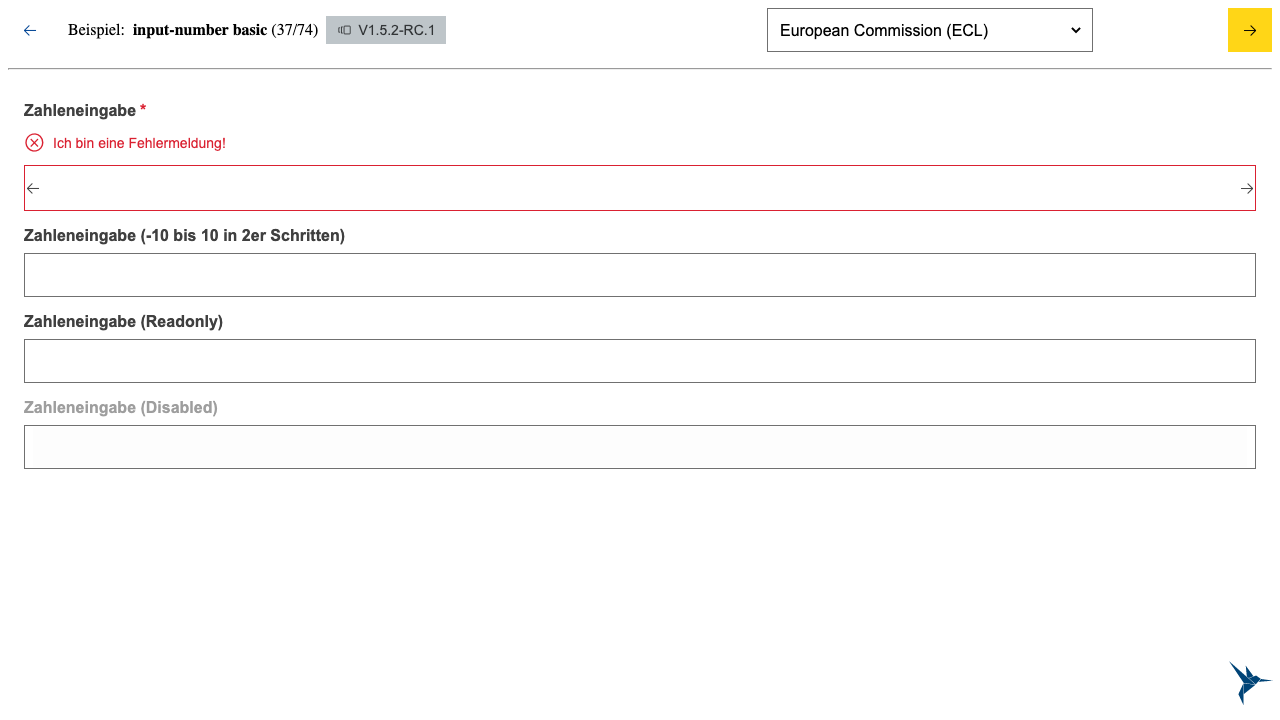 Beispiel: input-number basic (37/74) V1.5.2-RC.1 European Commission (ECL)
Zahleneingabe *
Ich bin eine Fehlermeldung!
Zahleneingabe (-10 bis 10 in 2er Schritten)
Zahleneingabe (Readonly)
Zahleneingabe (Disabled)